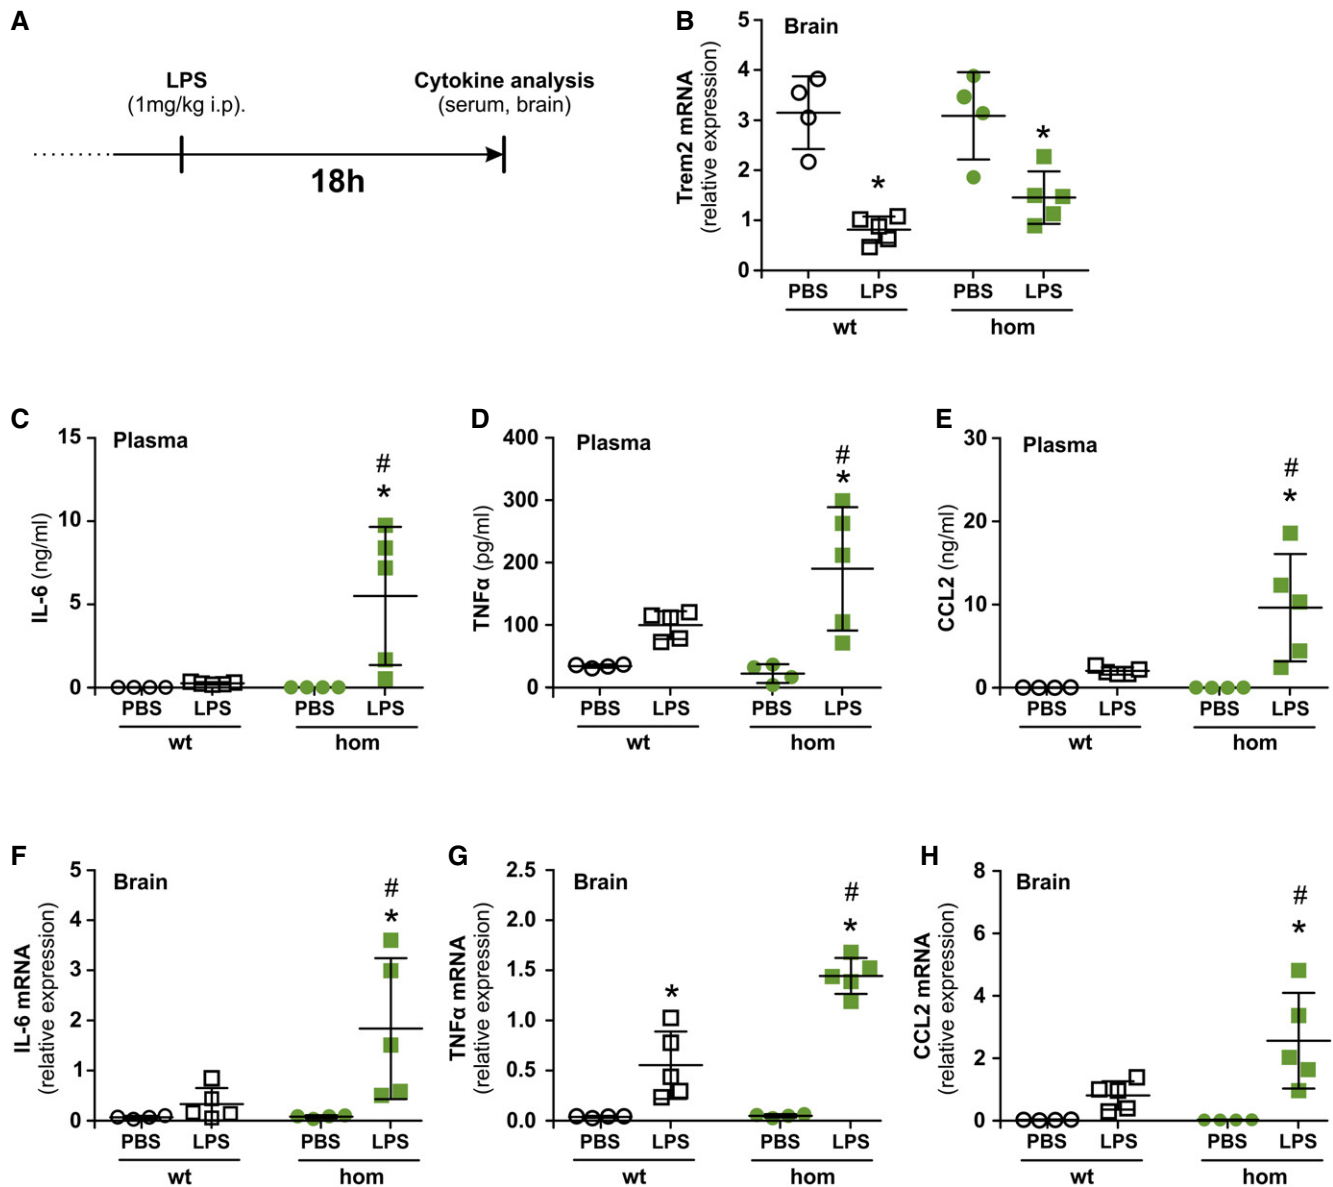 A
LPS
(1mg/kg i.p).
Cytokine analysis
(serum, brain)
18h
B
Brain
Trem2 mRNA
(relative expression)
5
4
3
2
1
0
*
*
PBS LPS PBS LPS
wt hom
C
Plasma
IL-6 (ng/ml)
15
10
5
0
#
*
PBS LPS PBS LPS
wt hom
D
Plasma
TNFα (pg/ml)
400
300
200
100
0
#
*
PBS LPS PBS LPS
wt hom
E
Plasma
CCL2 (ng/ml)
30
20
10
0
#
*
PBS LPS PBS LPS
wt hom
F
Brain
IL-6 mRNA
(relative expression)
5
4
3
2
1
0
#
*
PBS LPS PBS LPS
wt hom
G
Brain
TNFα mRNA
(relative expression)
2.5
2.0
1.5
1.0
0.5
0.0
*
#
*
PBS LPS PBS LPS
wt hom
H
Brain
CCL2 mRNA
(relative expression)
8
6
4
2
0
#
*
PBS LPS PBS LPS
wt hom